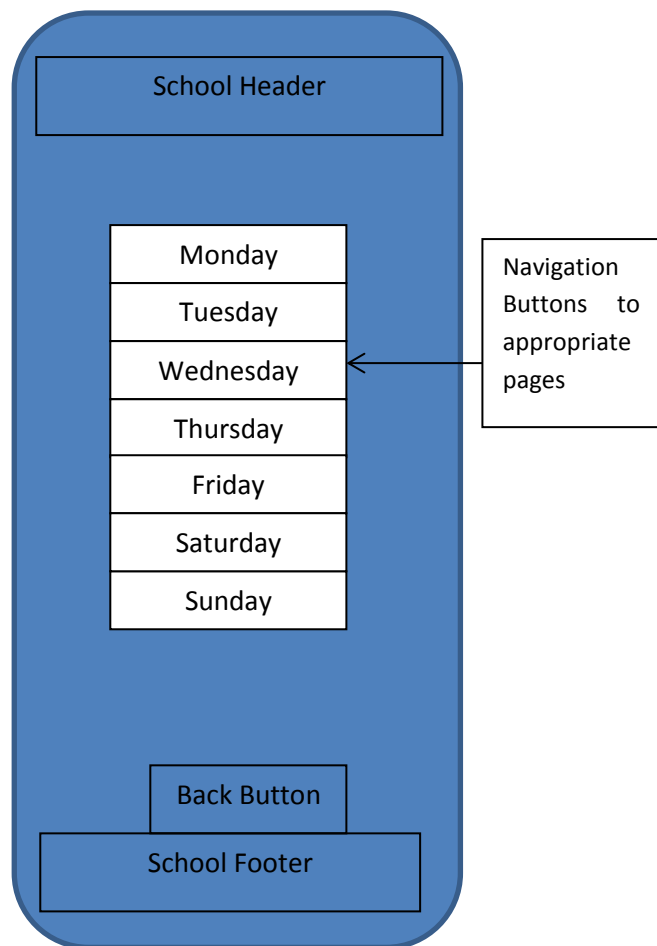 School Header
Monday
Tuesday
Wednesday
Thursday
Friday
Saturday
Sunday
Navigation
Buttons to
appropriate
pages
Back Button
School Footer